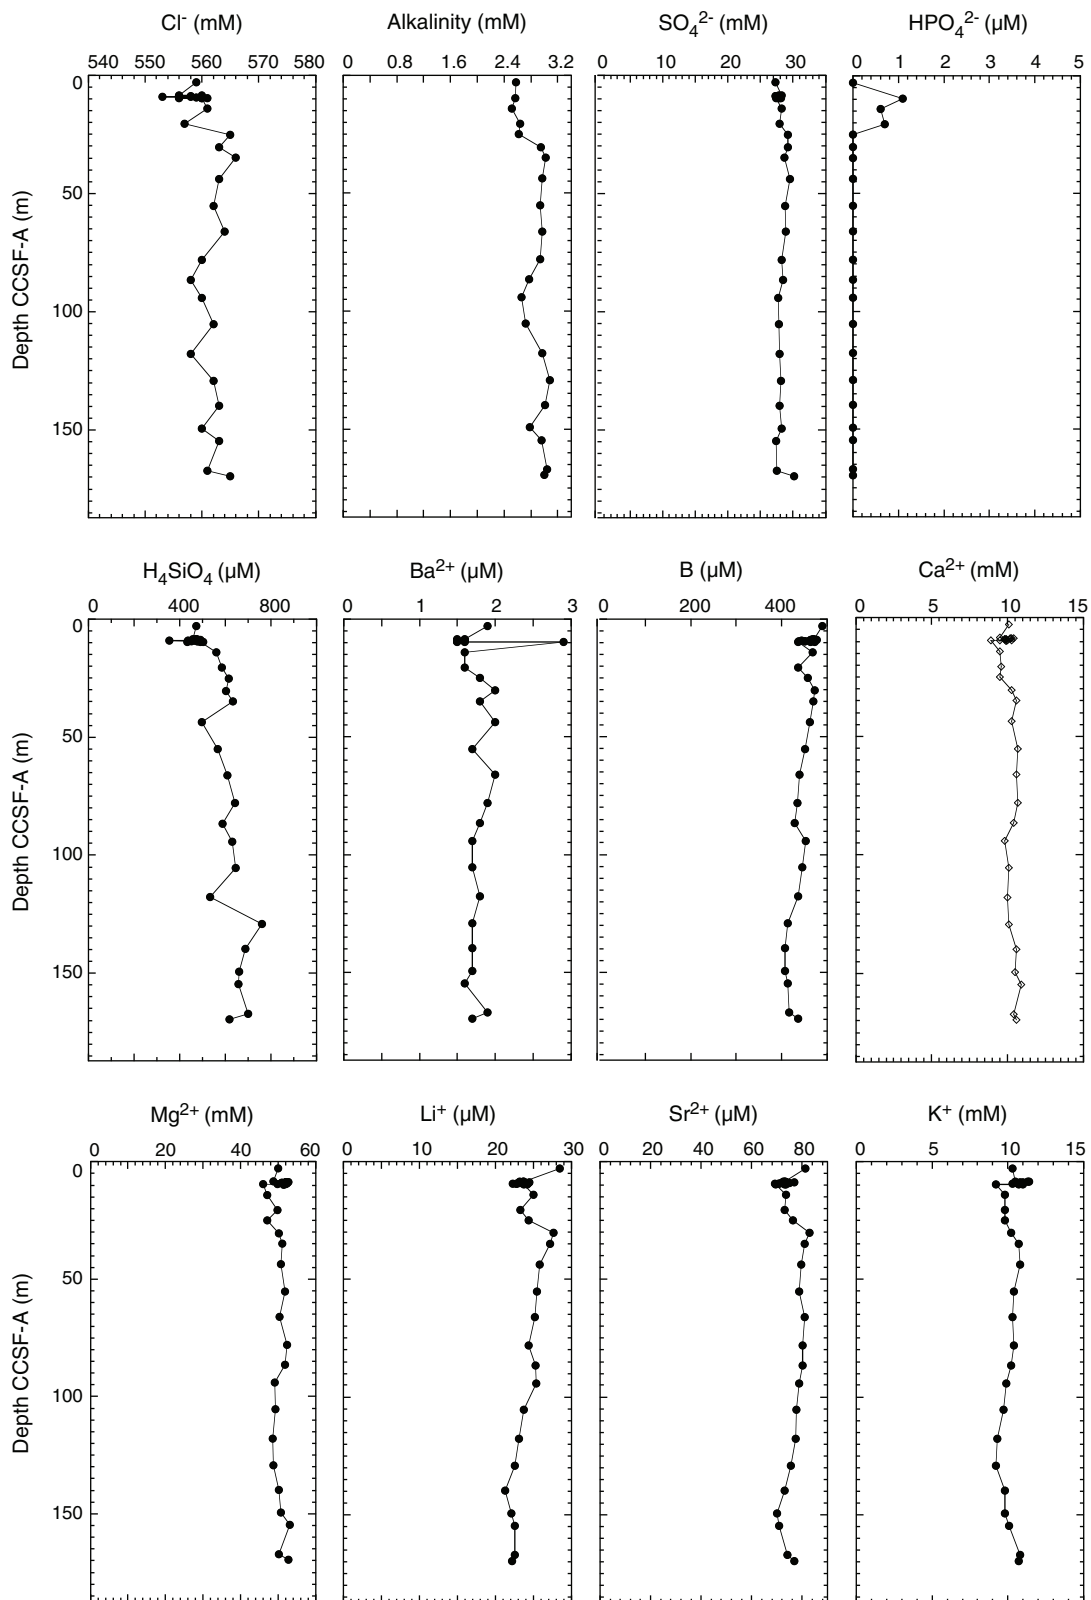 Cl⁻ (mM) Alkalinity (mM) SO₄²⁻ (mM) HPO₄²⁻ (µM)
540 550 560 570 580 0 0.8 1.6 2.4 3.2 0 10 20 30 0 1 2 3 4 5
0
50
100
150
Depth CCSF-A (m)
H₄SiO₄ (µM) Ba²⁺ (µM) B (µM) Ca²⁺ (mM)
0 400 800 0 1 2 3 0 200 400 0 5 10 15
0
50
100
150
Depth CCSF-A (m)
Mg²⁺ (mM) Li⁺ (µM) Sr²⁺ (µM) K⁺ (mM)
0 20 40 60 0 10 20 30 0 20 40 60 80 0 5 10 15
0
50
100
150
Depth CCSF-A (m)